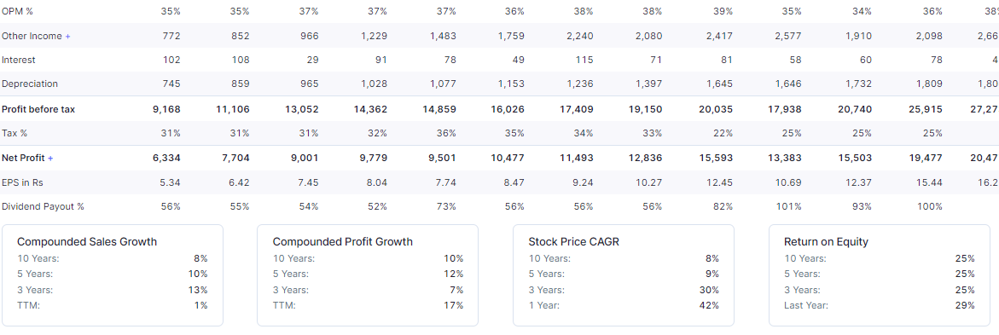 OPM % 35% 35% 37% 37% 37% 36% 38% 38% 39% 35% 34% 36% 38
Other Income + 772 852 966 1,229 1,483 1,759 2,240 2,080 2,417 2,577 1,910 2,098 2,66
Interest 102 108 29 91 78 49 115 71 81 58 60 78 4
Depreciation 745 859 965 1,028 1,077 1,153 1,236 1,397 1,645 1,646 1,732 1,809 1,80
Profit before tax 9,168 11,106 13,052 14,362 14,859 16,026 17,409 19,150 20,035 17,938 20,740 25,915 27,27
Tax % 31% 31% 31% 32% 36% 35% 34% 33% 22% 25% 25% 25%
Net Profit + 6,334 7,704 9,001 9,779 9,501 10,477 11,493 12,836 15,593 13,383 15,503 19,477 20,47
EPS in Rs 5.34 6.42 7.45 8.04 7.74 8.47 9.24 10.27 12.45 10.69 12.37 15.44 16.2
Dividend Payout % 56% 55% 54% 52% 73% 56% 56% 56% 82% 101% 93% 100%
Compounded Sales Growth
10 Years: 8%
5 Years: 10%
3 Years: 13%
TTM: 1%
Compounded Profit Growth
10 Years: 10%
5 Years: 12%
3 Years: 7%
TTM: 17%
Stock Price CAGR
10 Years: 8%
5 Years: 9%
3 Years: 30%
1 Year: 42%
Return on Equity
10 Years: 25%
5 Years: 25%
3 Years: 25%
Last Year: 29%